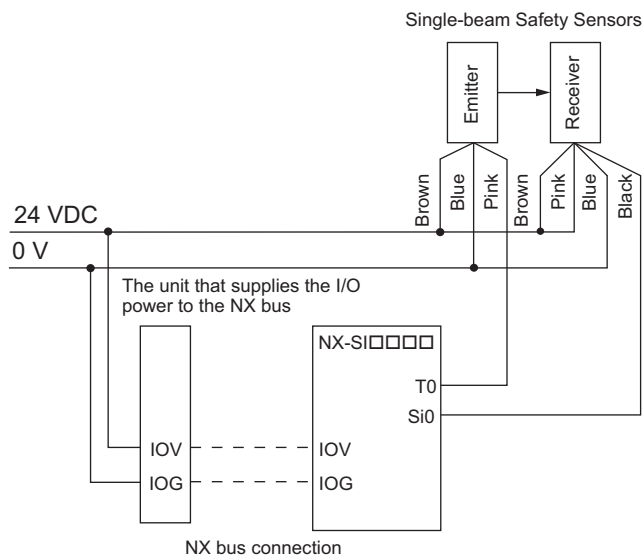 Single-beam Safety Sensors
Emitter
Receiver
Brown
Blue
Pink
Brown
Pink
Blue
Black
24 VDC
0 V
The unit that supplies the I/O
power to the NX bus
NX-SI□□□□
T0
Si0
IOV
IOV
IOG
IOG
NX bus connection